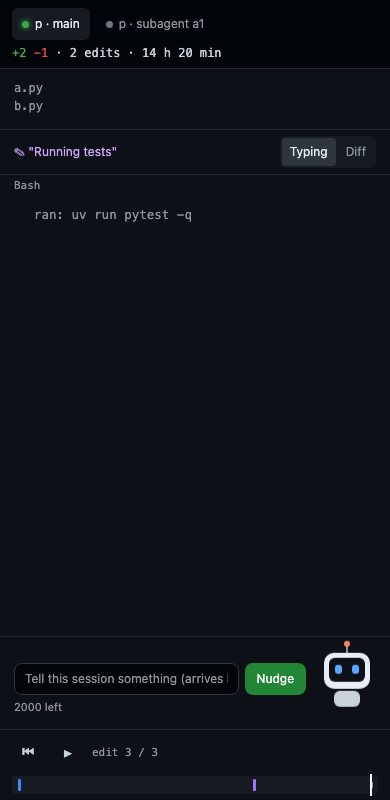 p · main
p · subagent a1
+2 −1 · 2 edits · 14 h 20 min
a.py
b.py
✎ "Running tests"
Typing
Diff
Bash
ran: uv run pytest -q
Tell this session something (arrives
Nudge
2000 left
edit 3 / 3